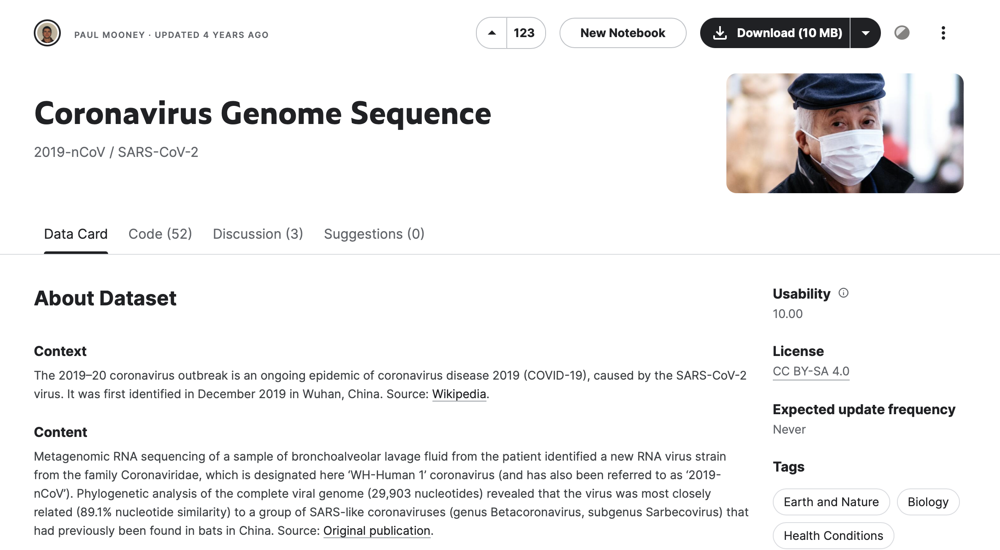 PAUL MOONEY · UPDATED 4 YEARS AGO
123
New Notebook
Download (10 MB)
Coronavirus Genome Sequence
2019-nCoV / SARS-CoV-2
Data Card
Code (52)
Discussion (3)
Suggestions (0)
About Dataset
Context
The 2019–20 coronavirus outbreak is an ongoing epidemic of coronavirus disease 2019 (COVID-19), caused by the SARS-CoV-2
virus. It was first identified in December 2019 in Wuhan, China. Source: Wikipedia.
Content
Metagenomic RNA sequencing of a sample of bronchoalveolar lavage fluid from the patient identified a new RNA virus strain
from the family Coronaviridae, which is designated here ‘WH-Human 1’ coronavirus (and has also been referred to as ‘2019-
nCoV’). Phylogenetic analysis of the complete viral genome (29,903 nucleotides) revealed that the virus was most closely
related (89.1% nucleotide similarity) to a group of SARS-like coronaviruses (genus Betacoronavirus, subgenus Sarbecovirus) that
had previously been found in bats in China. Source: Original publication.
Usability
10.00
License
CC BY-SA 4.0
Expected update frequency
Never
Tags
Earth and Nature
Biology
Health Conditions